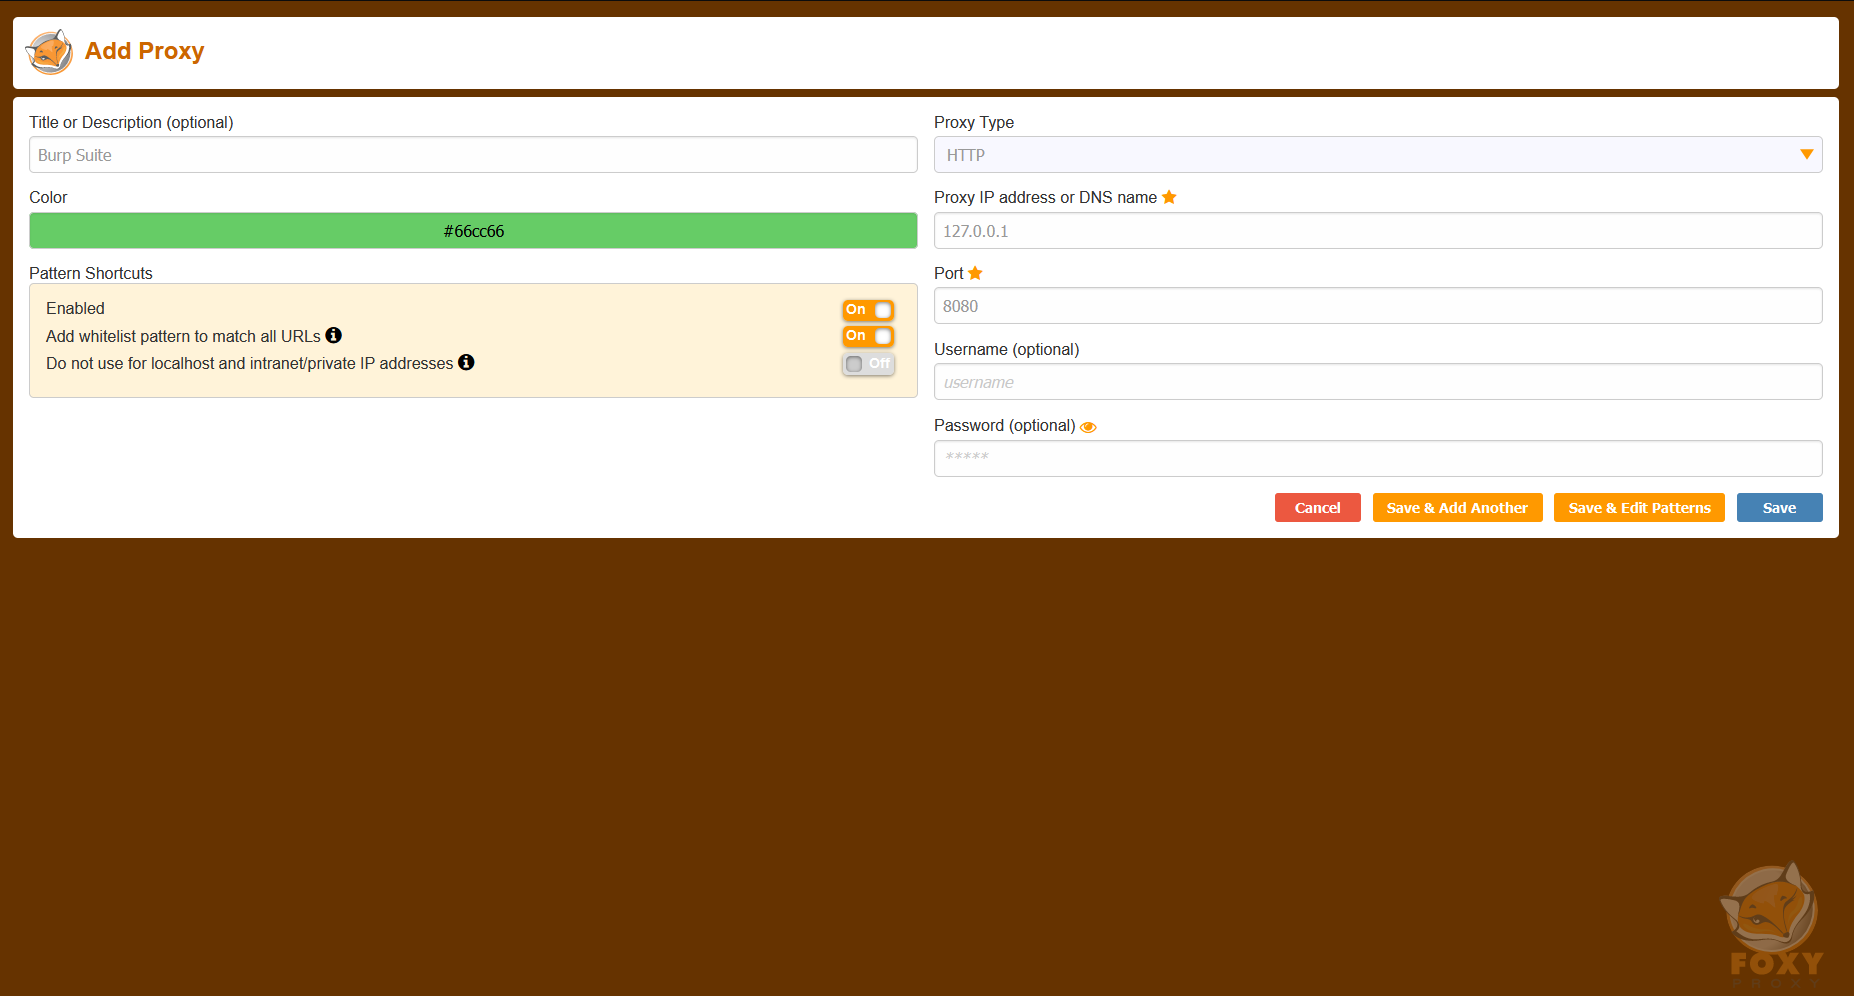 Add Proxy
Title or Description (optional)
Burp Suite
Color
#66cc66
Pattern Shortcuts
Enabled
On
Add whitelist pattern to match all URLs
On
Do not use for localhost and intranet/private IP addresses
Off
Proxy Type
HTTP
Proxy IP address or DNS name
127.0.0.1
Port
8080
Username (optional)
username
Password (optional)
*****
Cancel
Save & Add Another
Save & Edit Patterns
Save
FOXY
PROXY